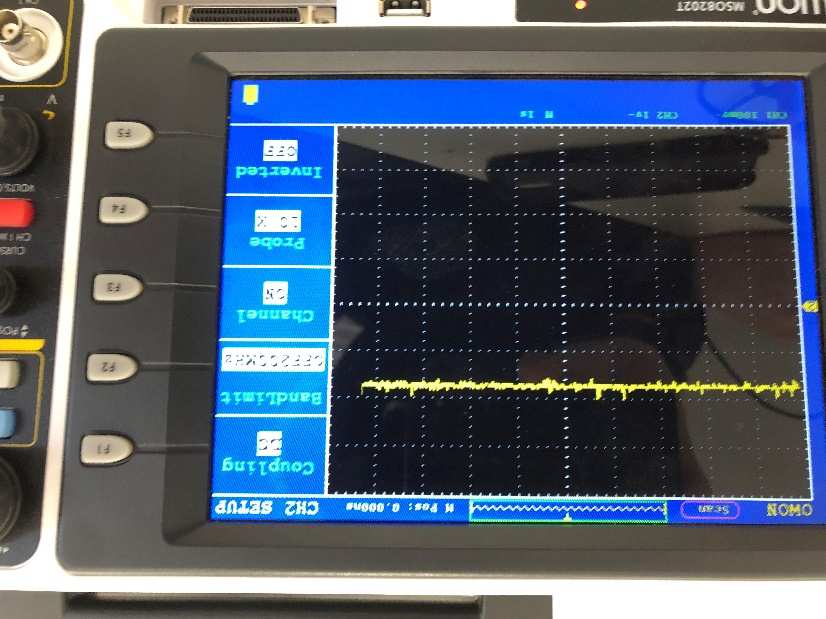 OWON Scan M Pos: 0.000ns CH2 SETUP
Coupling
DC
F1
BandLimit
OFF200MHz
F2
Channel
ON
F3
Probe
10 X
F4
Inverted
OFF
F5
CH1 100mv CH2 1v- M 1s
MSO8202T